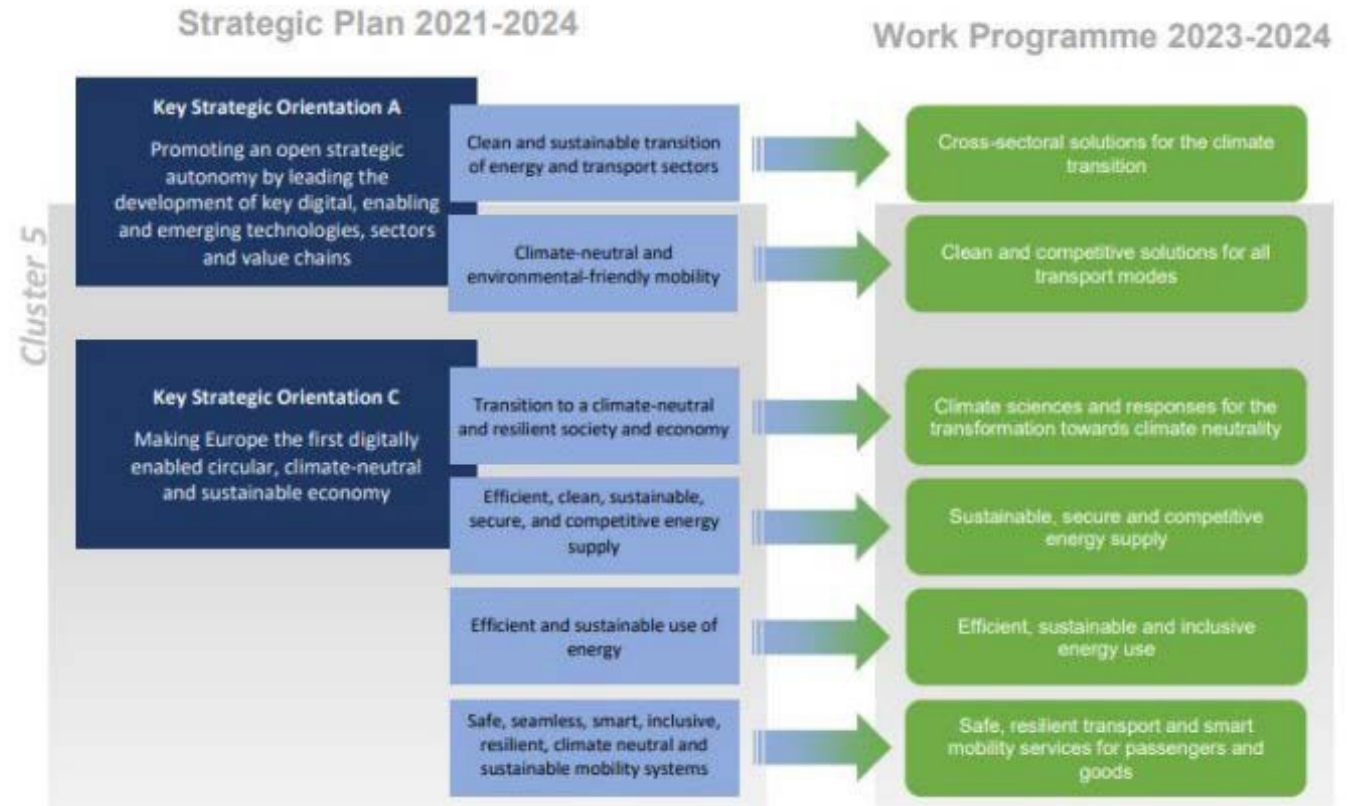 Strategic Plan 2021-2024
Work Programme 2023-2024
Cluster 5
Key Strategic Orientation A
Promoting an open strategic
autonomy by leading the
development of key digital, enabling
and emerging technologies, sectors
and value chains
Clean and sustainable transition
of energy and transport sectors
Cross-sectoral solutions for the climate
transition
Climate-neutral and
environmental-friendly mobility
Clean and competitive solutions for all
transport modes
Key Strategic Orientation C
Making Europe the first digitally
enabled circular, climate-neutral
and sustainable economy
Transition to a climate-neutral
and resilient society and economy
Climate sciences and responses for the
transformation towards climate neutrality
Efficient, clean, sustainable,
secure, and competitive energy
supply
Sustainable, secure and competitive
energy supply
Efficient and sustainable use of
energy
Efficient, sustainable and inclusive
energy use
Safe, seamless, smart, inclusive,
resilient, climate neutral and
sustainable mobility systems
Safe, resilient transport and smart
mobility services for passengers and
goods